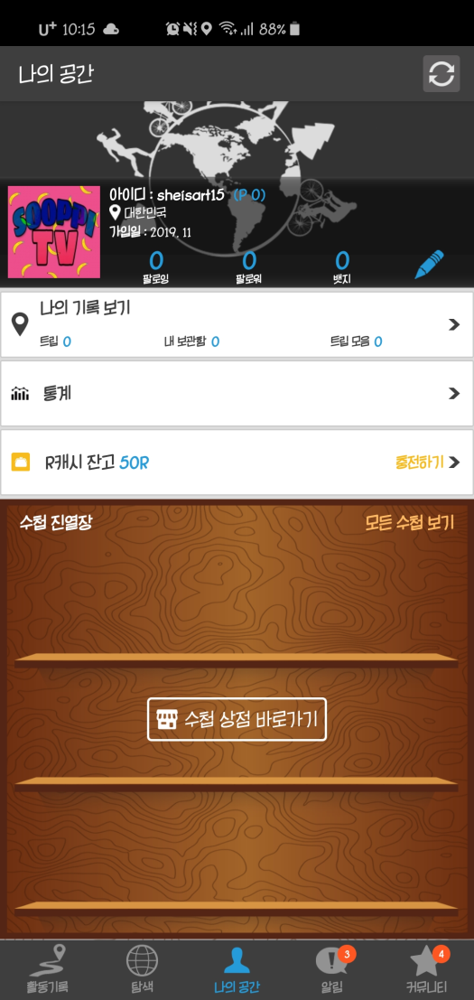 U+ 10:15 88%
나의 공간
SOOPPI
TV
아이디 : sheisart15 (P 0)
대한민국
가입일 : 2019. 11
0 0 0
팔로잉 팔로워 뱃지
나의 기록 보기
트립 0 내 보관함 0 트립 모음 0
통계
R캐시 잔고 50R 충전하기
수첩 진열장 모든 수첩 보기
수첩 상점 바로가기
3 4
활동기록 탐색 나의 공간 알림 커뮤니티